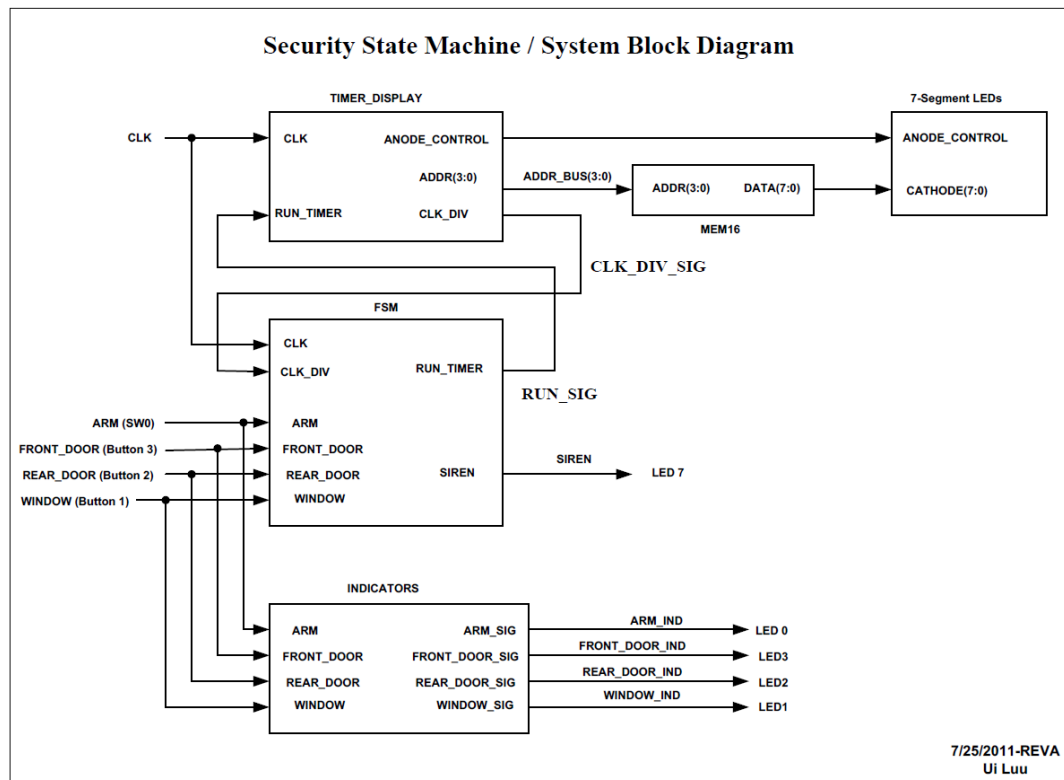 Security State Machine / System Block Diagram
TIMER_DISPLAY
7-Segment LEDs
CLK
CLK
ANODE_CONTROL
ANODE_CONTROL
ADDR(3:0)
ADDR_BUS(3:0)
ADDR(3:0)
DATA(7:0)
CATHODE(7:0)
RUN_TIMER
CLK_DIV
MEM16
CLK_DIV_SIG
FSM
CLK
CLK_DIV
RUN_TIMER
RUN_SIG
ARM (SW0)
ARM
FRONT_DOOR (Button 3)
FRONT_DOOR
REAR_DOOR (Button 2)
REAR_DOOR
SIREN
SIREN
LED 7
WINDOW (Button 1)
WINDOW
INDICATORS
ARM
ARM_SIG
ARM_IND
LED 0
FRONT_DOOR
FRONT_DOOR_SIG
FRONT_DOOR_IND
LED3
REAR_DOOR
REAR_DOOR_SIG
REAR_DOOR_IND
LED2
WINDOW
WINDOW_SIG
WINDOW_IND
LED1
7/25/2011-REVA
Ui Luu